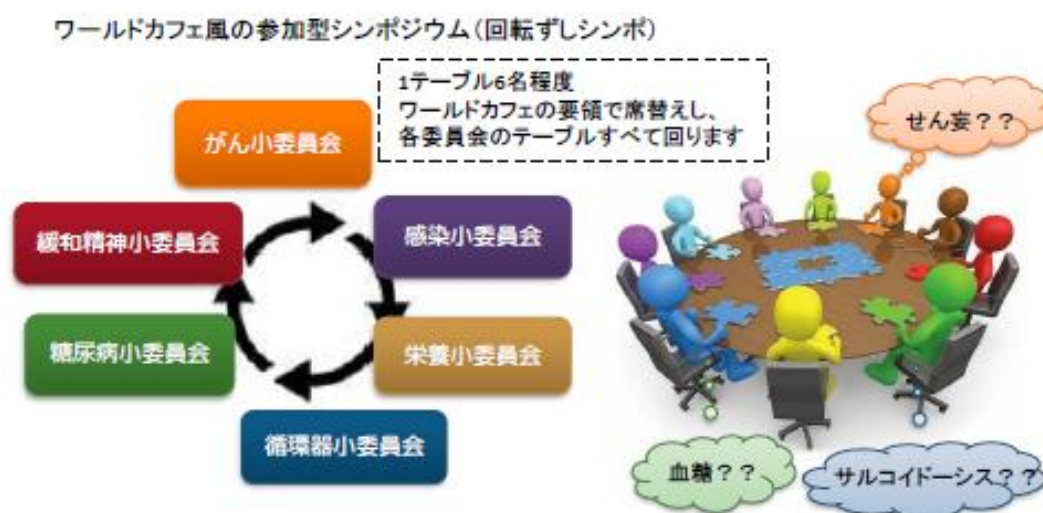 ワールドカフェ風の参加型シンポジウム(回転ずしシンポ)
1テーブル6名程度
ワールドカフェの要領で席替えし、
各委員会のテーブルすべて回ります
がん小委員会
感染小委員会
栄養小委員会
循環器小委員会
糖尿病小委員会
緩和精神小委員会
せん妄??
血糖??
サルコイドーシス??